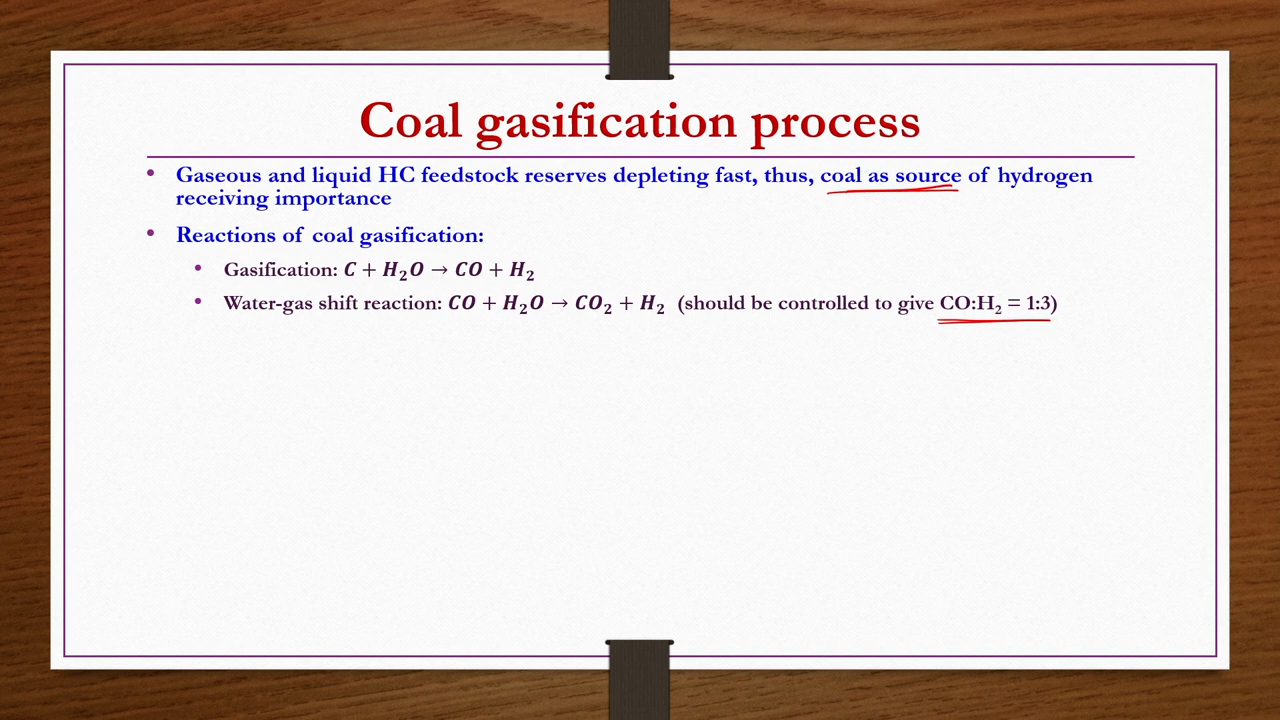 Coal gasification process
• Gaseous and liquid HC feedstock reserves depleting fast, thus, coal as source of hydrogen
receiving importance
• Reactions of coal gasification:
• Gasification: C + H₂O → CO + H₂
• Water-gas shift reaction: CO + H₂O → CO₂ + H₂ (should be controlled to give CO:H₂ = 1:3)